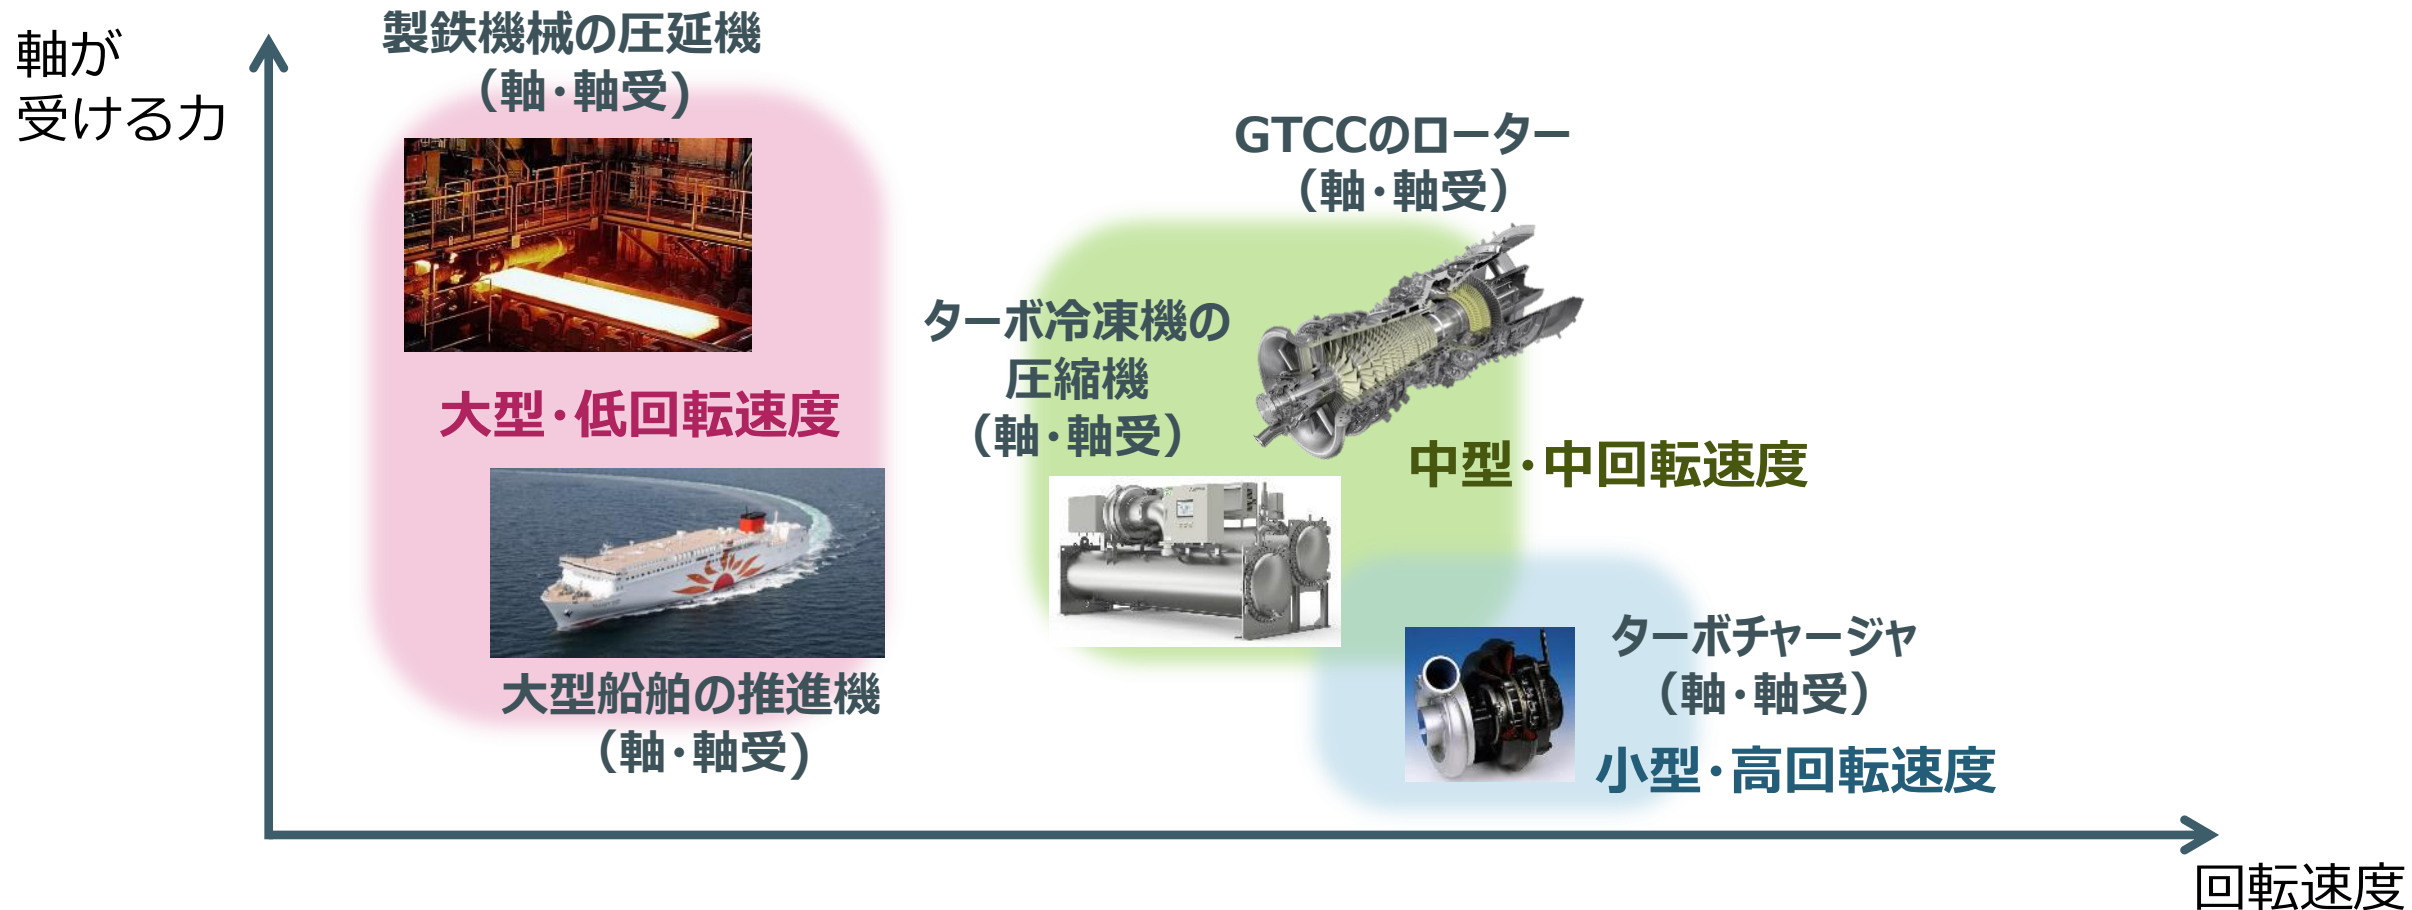 軸が
受ける力
製鉄機械の圧延機
（軸･軸受)
大型･低回転速度
大型船舶の推進機
（軸･軸受)
GTCCのローター
（軸･軸受）
ターボ冷凍機の
圧縮機
（軸･軸受）
中型･中回転速度
ターボチャージャ
（軸･軸受）
小型･高回転速度
回転速度